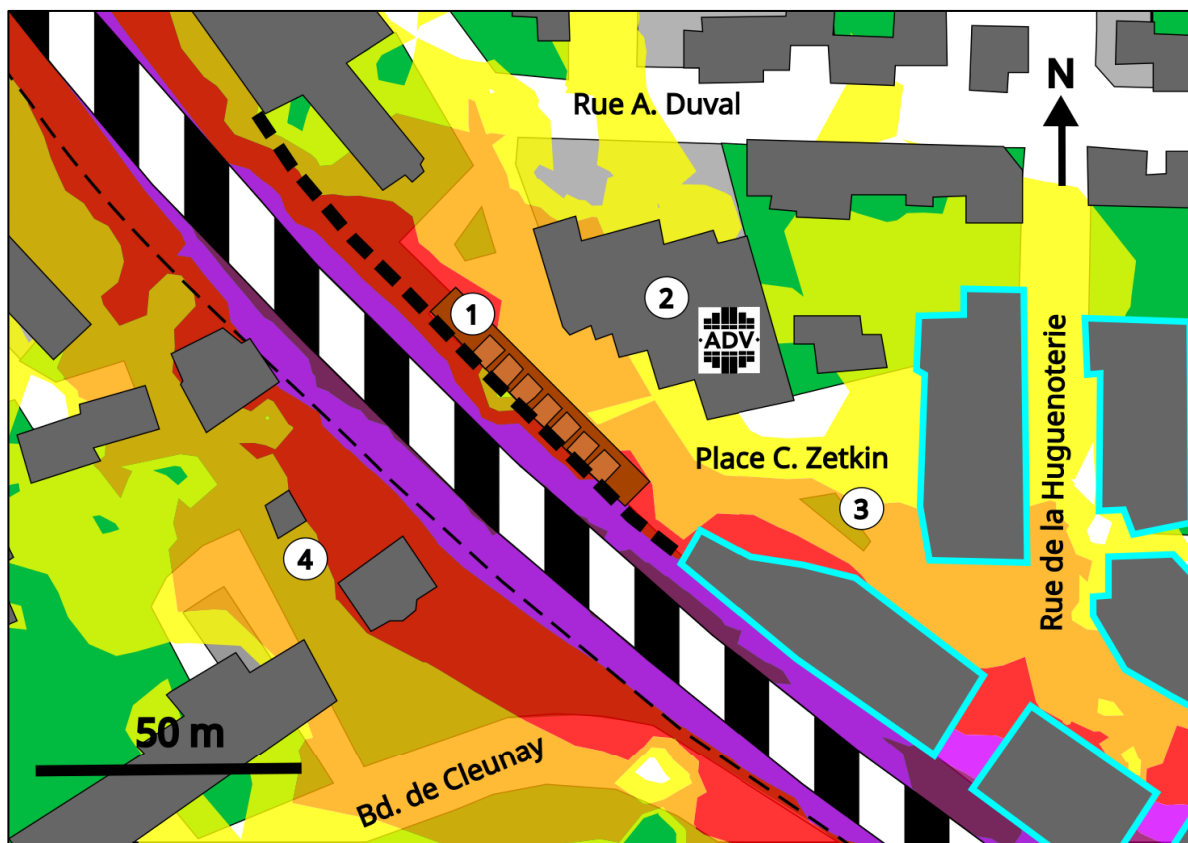 Rue A. Duval
N
1
2
·ADV·
Place C. Zetkin
3
Rue de la Huguenoterie
4
50 m
Bd. de Cleunay